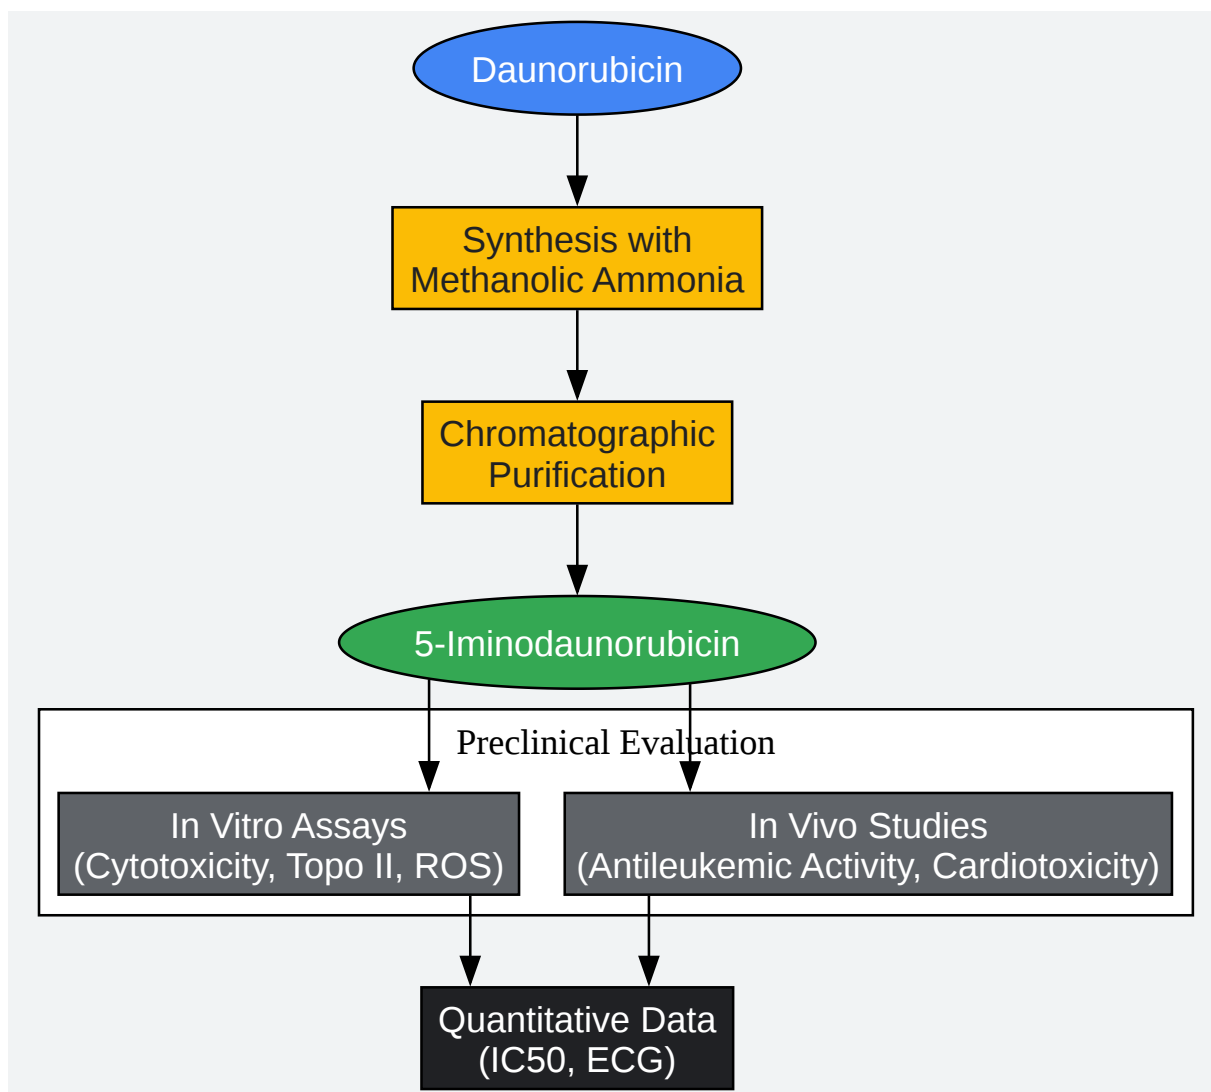 Daunorubicin
Synthesis with
Methanolic Ammonia
Chromatographic
Purification
5-Iminodaunorubicin
Preclinical Evaluation
In Vitro Assays
(Cytotoxicity, Topo II, ROS)
In Vivo Studies
(Antileukemic Activity, Cardiotoxicity)
Quantitative Data
(IC50, ECG)